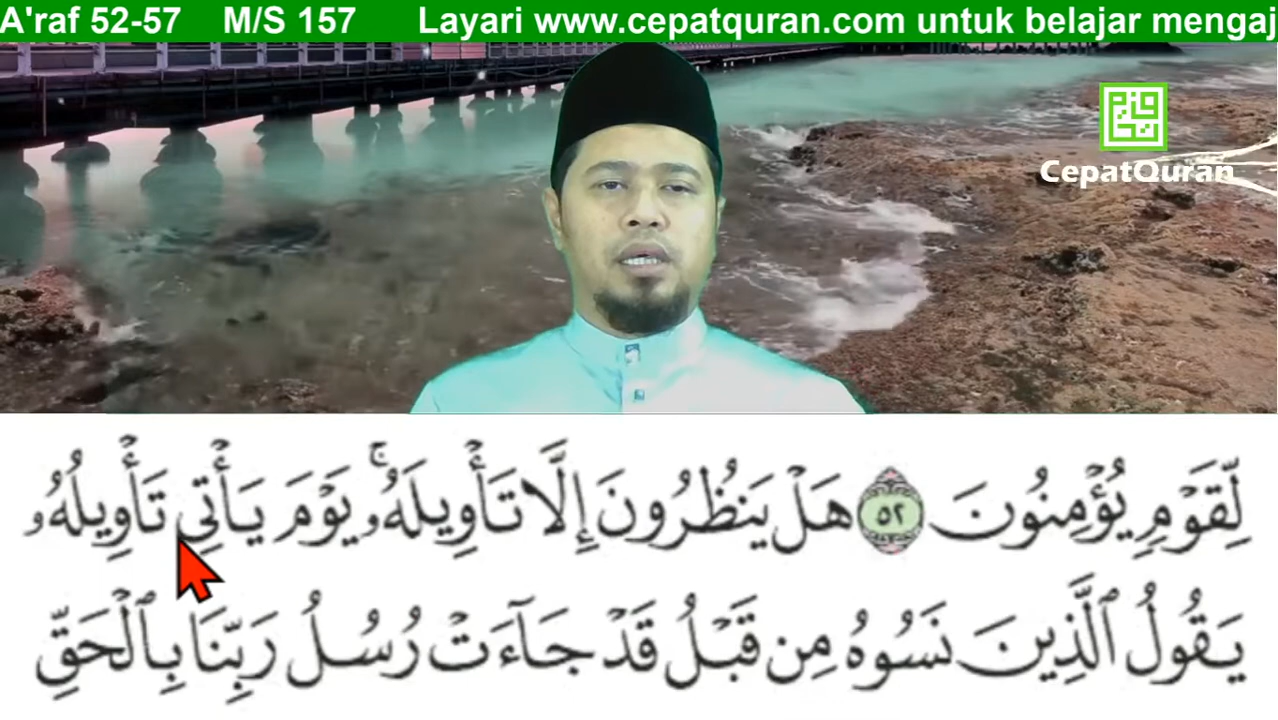 A'raf 52-57 M/S 157 Layari www.cepatquran.com untuk belajar mengaj
CepatQuran
لِّقَوْمٍ يُؤْمِنُونَ ٥٢ هَلْ يَنظُرُونَ إِلَّا تَأْوِيلَهُۥ ۚ يَوْمَ يَأْتِى تَأْوِيلُهُۥ
يَقُولُ ٱلَّذِينَ نَسُوهُ مِن قَبْلُ قَدْ جَآءَتْ رُسُلُ رَبِّنَا بِٱلْحَقِّ